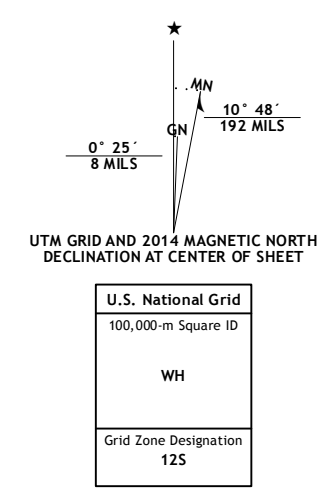 ★
MN
GN
10° 48´
192 MILS
0° 25´
8 MILS
UTM GRID AND 2014 MAGNETIC NORTH
DECLINATION AT CENTER OF SHEET
U.S. National Grid
100,000-m Square ID
WH
Grid Zone Designation
12S